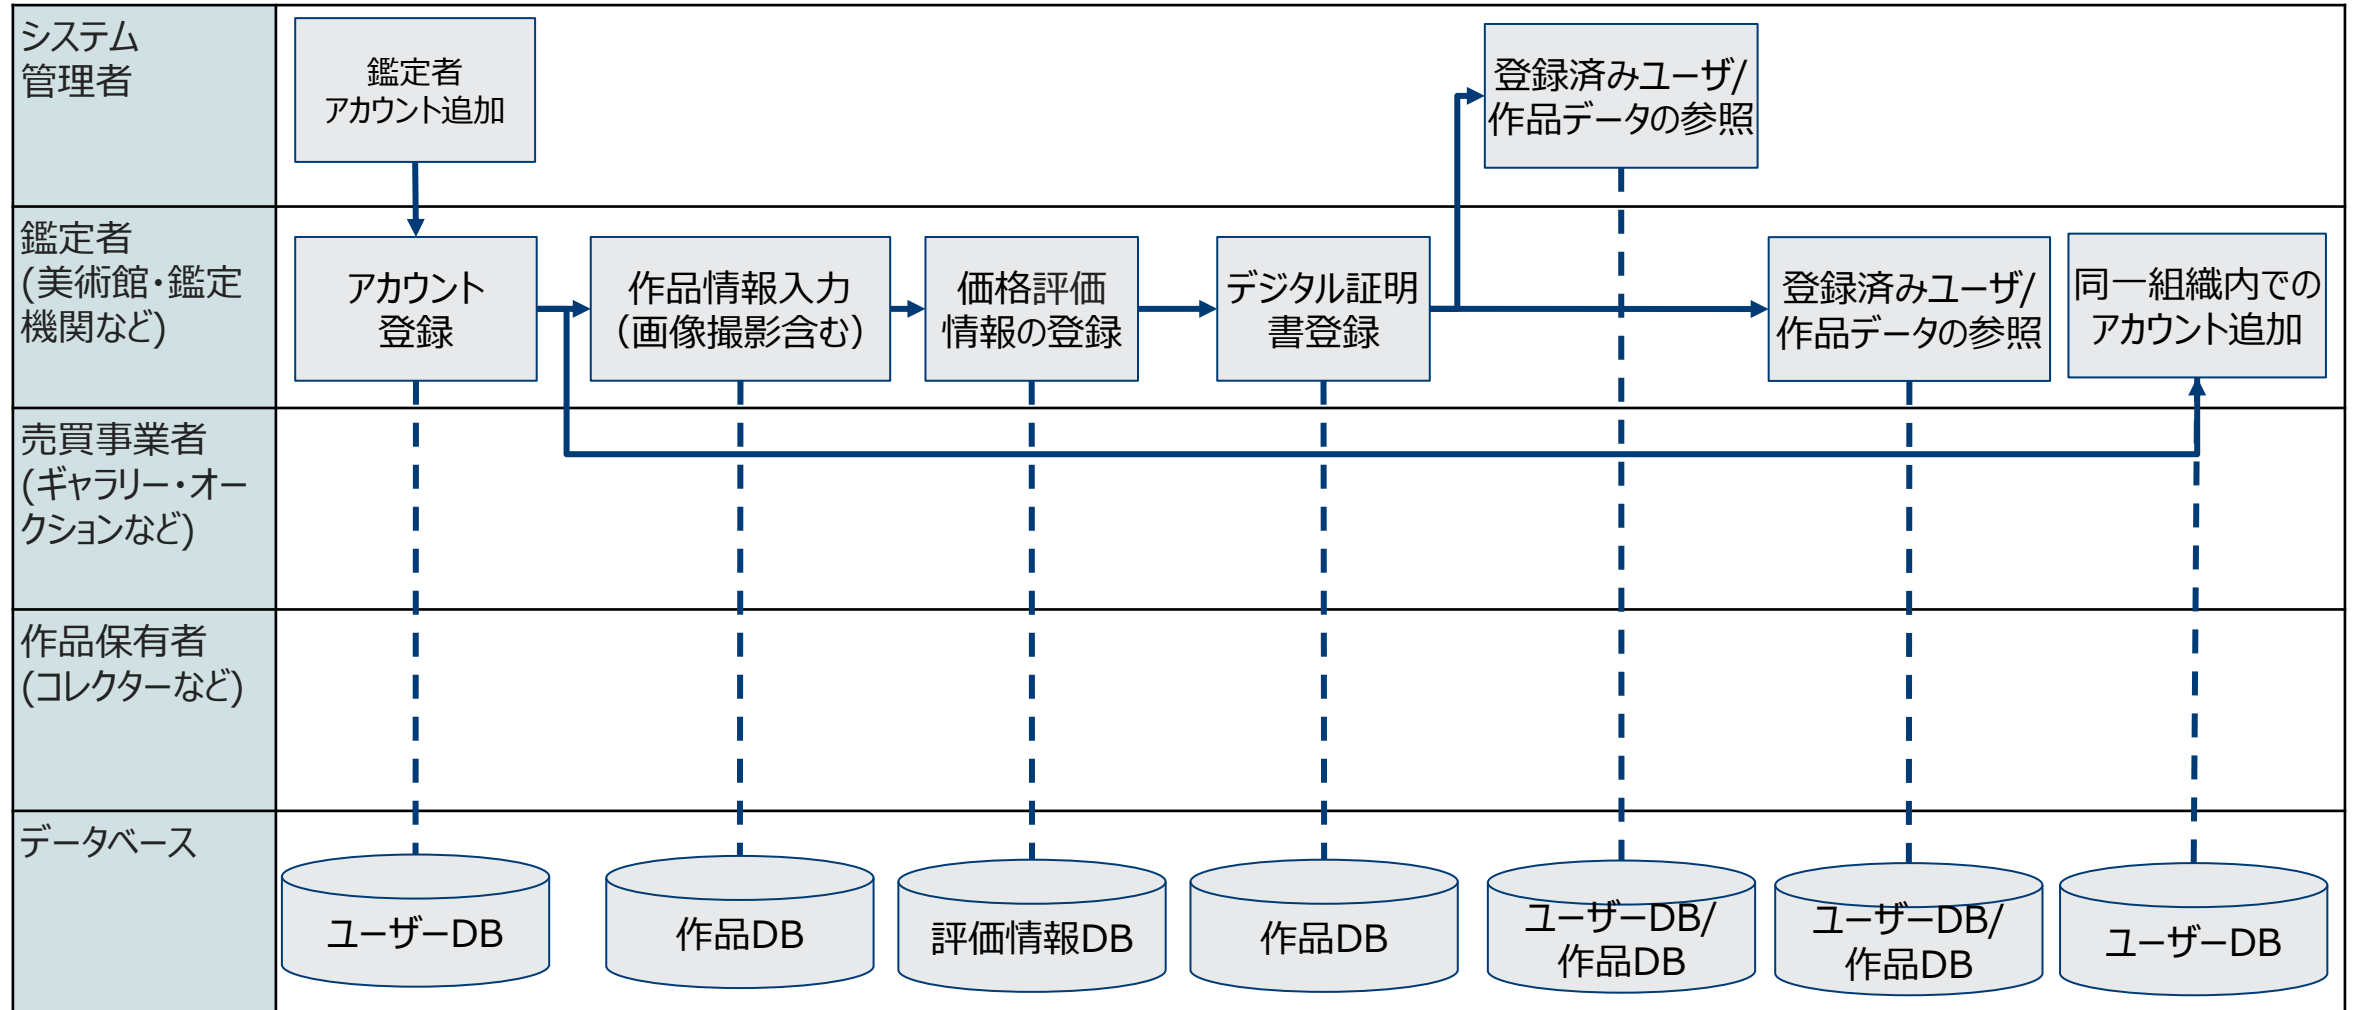 システム
管理者
鑑定者
アカウント追加
登録済みユーザ/
作品データの参照
鑑定者
(美術館・鑑定
機関など)
アカウント
登録
作品情報入力
（画像撮影含む）
価格評価
情報の登録
デジタル証明
書登録
登録済みユーザ/
作品データの参照
同一組織内での
アカウント追加
売買事業者
(ギャラリー・オー
クションなど)
作品保有者
(コレクターなど)
データベース
ユーザーDB
作品DB
評価情報DB
作品DB
ユーザーDB/
作品DB
ユーザーDB/
作品DB
ユーザーDB